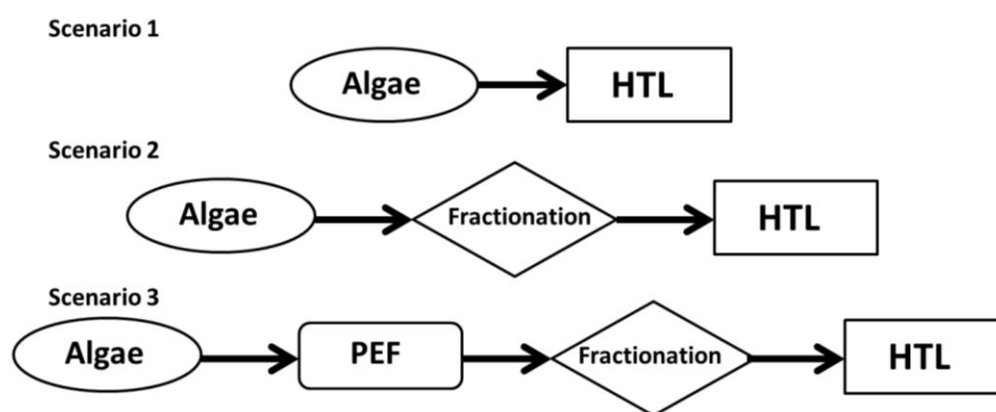 Scenario 1
Algae HTL
Scenario 2
Algae Fractionation HTL
Scenario 3
Algae PEF Fractionation HTL